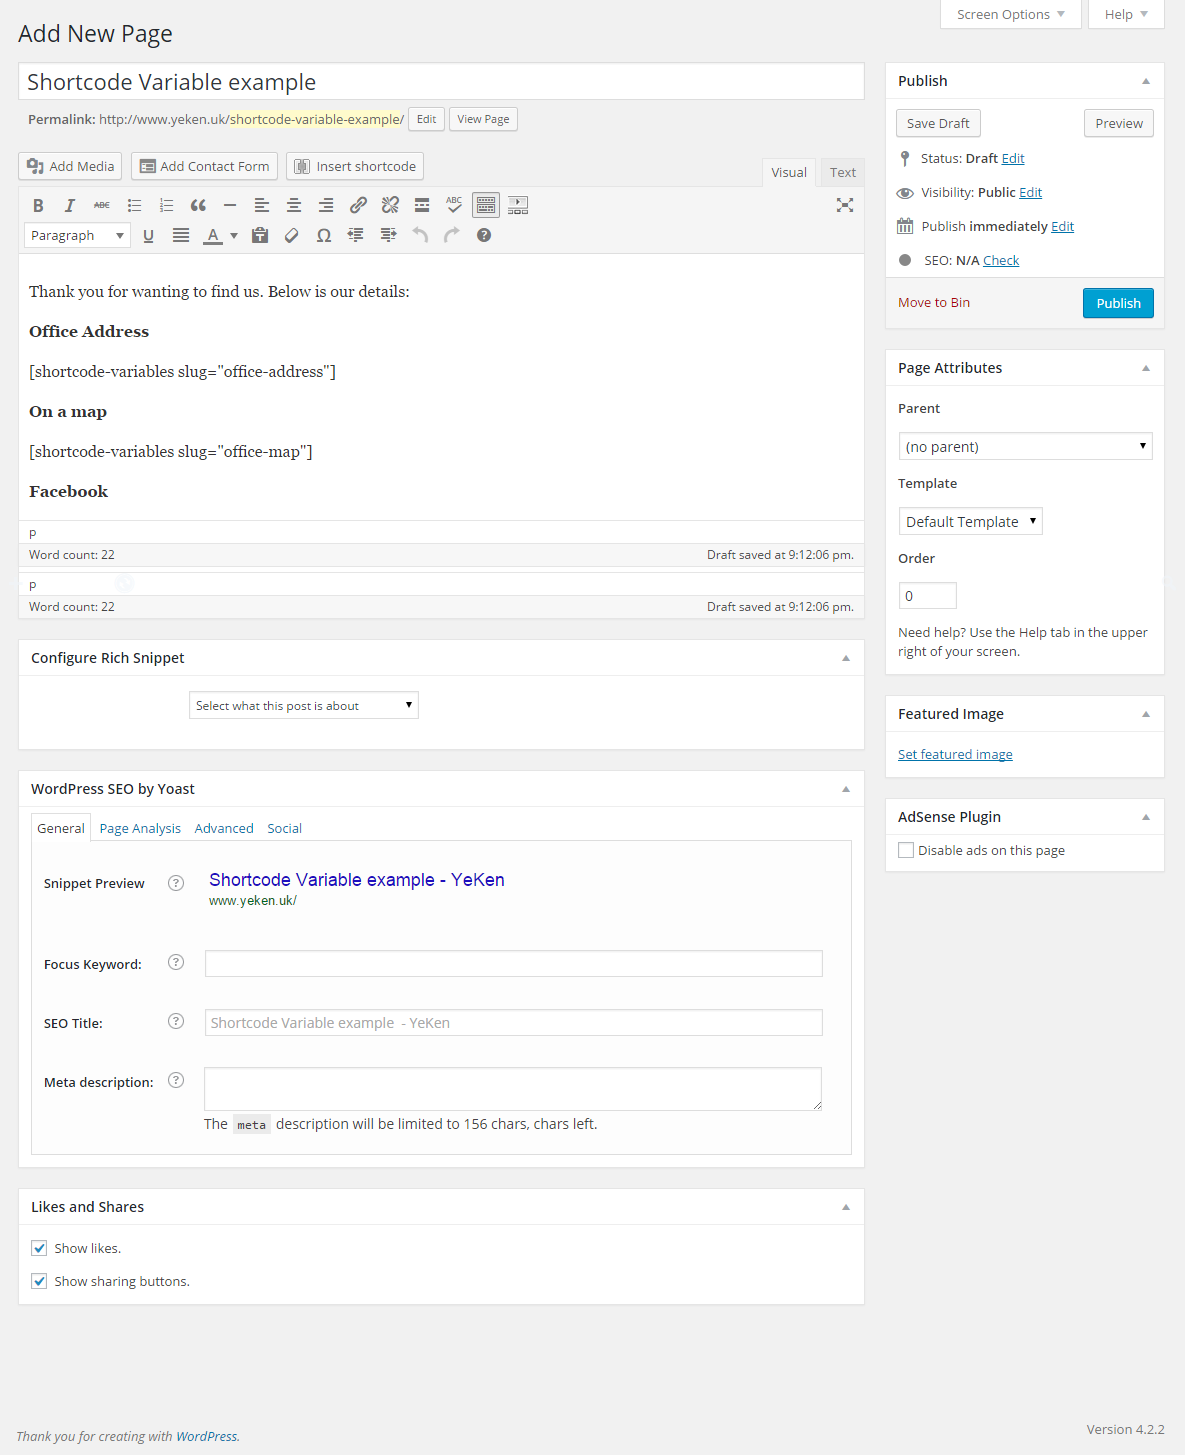 Screen Options
Help
Add New Page
Shortcode Variable example
Permalink: http://www.yeken.uk/shortcode-variable-example/ Edit View Page
Add Media Add Contact Form Insert shortcode
Visual Text
B I ABC ABC
Paragraph U A Ω
Thank you for wanting to find us. Below is our details:
Office Address
[shortcode-variables slug="office-address"]
On a map
[shortcode-variables slug="office-map"]
Facebook
p
Word count: 22 Draft saved at 9:12:06 pm.
p
Word count: 22 Draft saved at 9:12:06 pm.
Configure Rich Snippet
Select what this post is about
WordPress SEO by Yoast
General Page Analysis Advanced Social
Snippet Preview ? Shortcode Variable example - YeKen
www.yeken.uk/
Focus Keyword: ?
SEO Title: ? Shortcode Variable example - YeKen
Meta description: ?
The meta description will be limited to 156 chars, chars left.
Likes and Shares
Show likes.
Show sharing buttons.
Publish
Save Draft Preview
Status: Draft Edit
Visibility: Public Edit
Publish immediately Edit
SEO: N/A Check
Move to Bin Publish
Page Attributes
Parent
(no parent)
Template
Default Template
Order
0
Need help? Use the Help tab in the upper
right of your screen.
Featured Image
Set featured image
AdSense Plugin
Disable ads on this page
Thank you for creating with WordPress.
Version 4.2.2